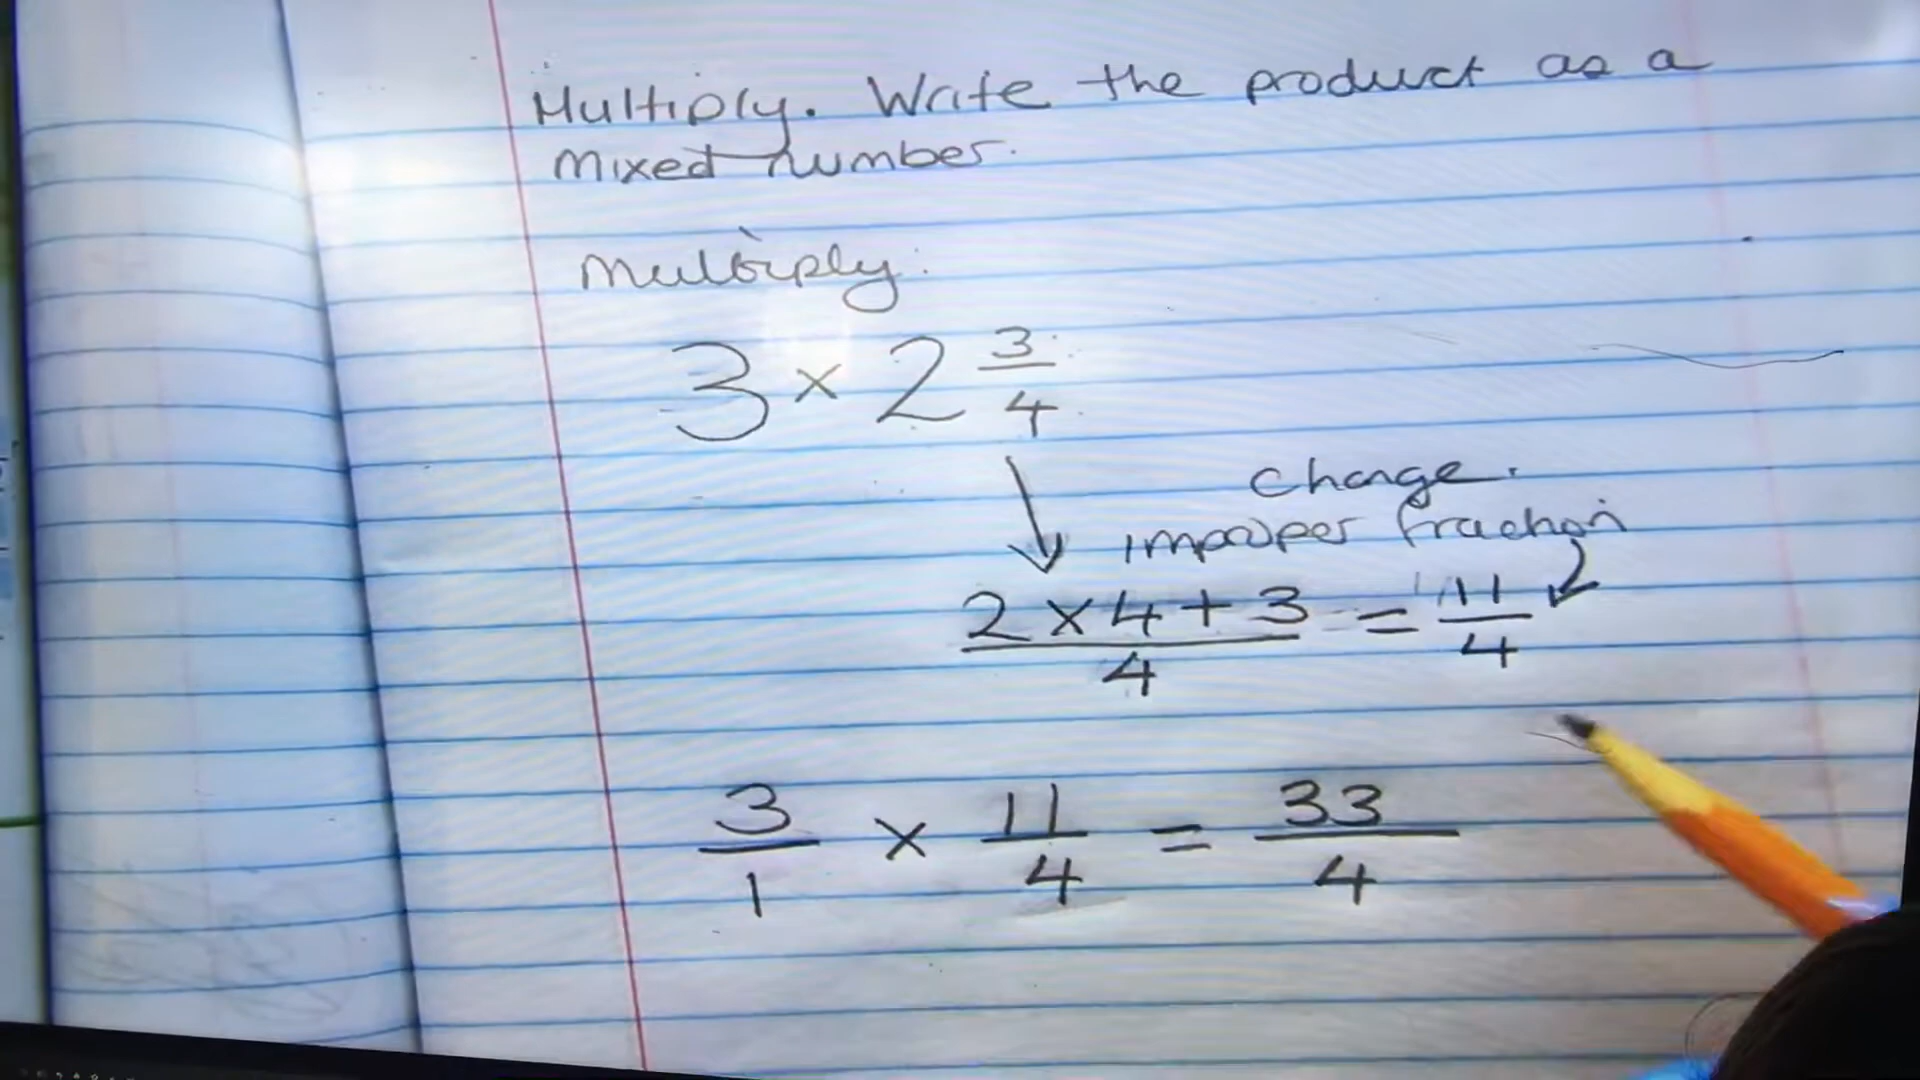 Multiply. Write the product as a
mixed number.
Multiply:
3 × 2 3/4
change.
improper fraction
2 × 4 + 3 / 4 = 11/4
3/1 × 11/4 = 33/4